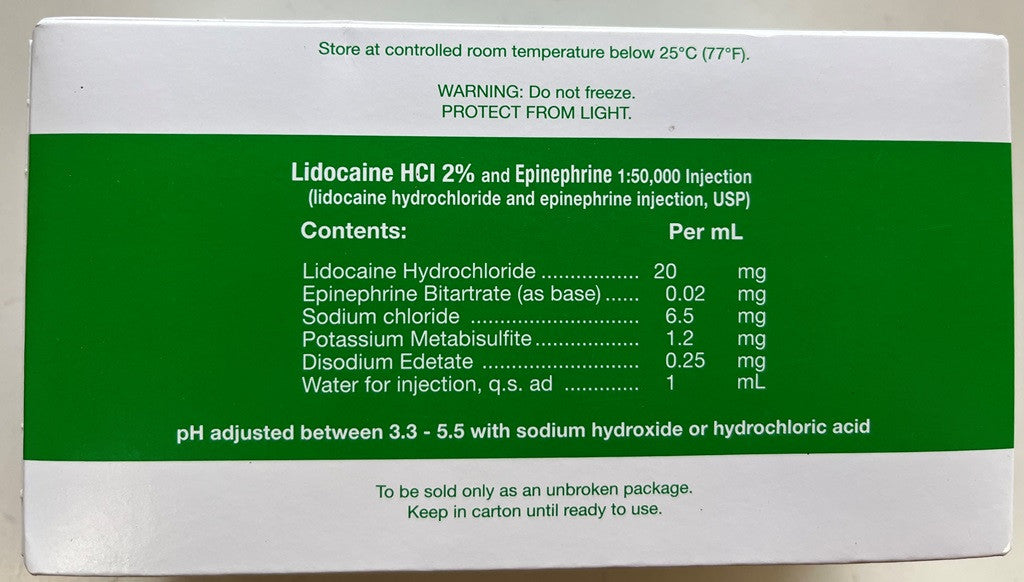 Store at controlled room temperature below 25°C (77°F).
WARNING: Do not freeze.
PROTECT FROM LIGHT.
Lidocaine HCl 2% and Epinephrine 1:50,000 Injection
(lidocaine hydrochloride and epinephrine injection, USP)
Contents: Per mL
Lidocaine Hydrochloride ................. 20 mg
Epinephrine Bitartrate (as base) ...... 0.02 mg
Sodium chloride ............................. 6.5 mg
Potassium Metabisulfite .................. 1.2 mg
Disodium Edetate ........................... 0.25 mg
Water for injection, q.s. ad ............. 1 mL
pH adjusted between 3.3 - 5.5 with sodium hydroxide or hydrochloric acid
To be sold only as an unbroken package.
Keep in carton until ready to use.